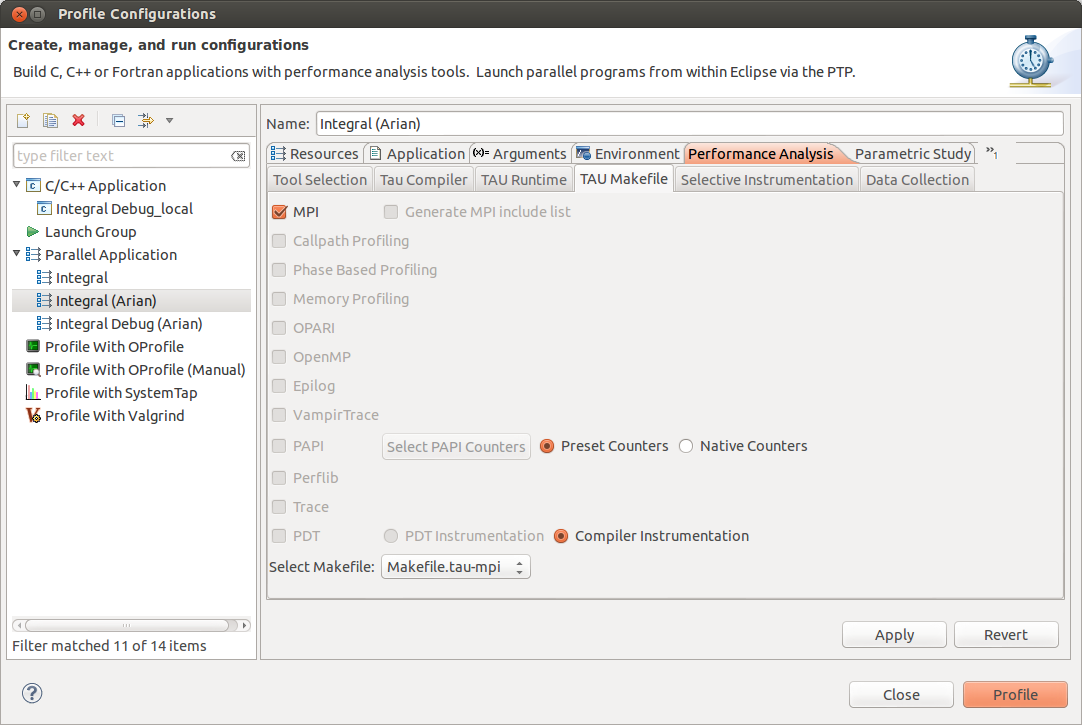 Profile Configurations
Create, manage, and run configurations
Build C, C++ or Fortran applications with performance analysis tools.  Launch parallel programs from within Eclipse via the PTP.
type filter text
C/C++ Application
Integral Debug_local
Launch Group
Parallel Application
Integral
Integral (Arian)
Integral Debug (Arian)
Profile With OProfile
Profile With OProfile (Manual)
Profile with SystemTap
Profile With Valgrind
Filter matched 11 of 14 items
Name: Integral (Arian)
Resources Application (x)= Arguments Environment Performance Analysis Parametric Study »1
Tool Selection Tau Compiler TAU Runtime TAU Makefile Selective Instrumentation Data Collection
MPI Generate MPI include list
Callpath Profiling
Phase Based Profiling
Memory Profiling
OPARI
OpenMP
Epilog
VampirTrace
PAPI Select PAPI Counters Preset Counters Native Counters
Perflib
Trace
PDT PDT Instrumentation Compiler Instrumentation
Select Makefile: Makefile.tau-mpi
Apply Revert
? Close Profile